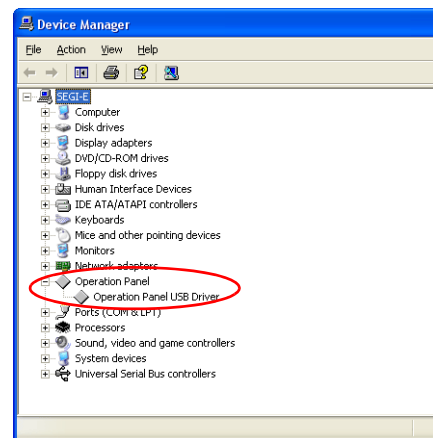 Device Manager
File Action View Help
SEGI-E
Computer
Disk drives
Display adapters
DVD/CD-ROM drives
Floppy disk drives
Human Interface Devices
IDE ATA/ATAPI controllers
Keyboards
Mice and other pointing devices
Monitors
Network adapters
Operation Panel
Operation Panel USB Driver
Ports (COM & LPT)
Processors
Sound, video and game controllers
System devices
Universal Serial Bus controllers